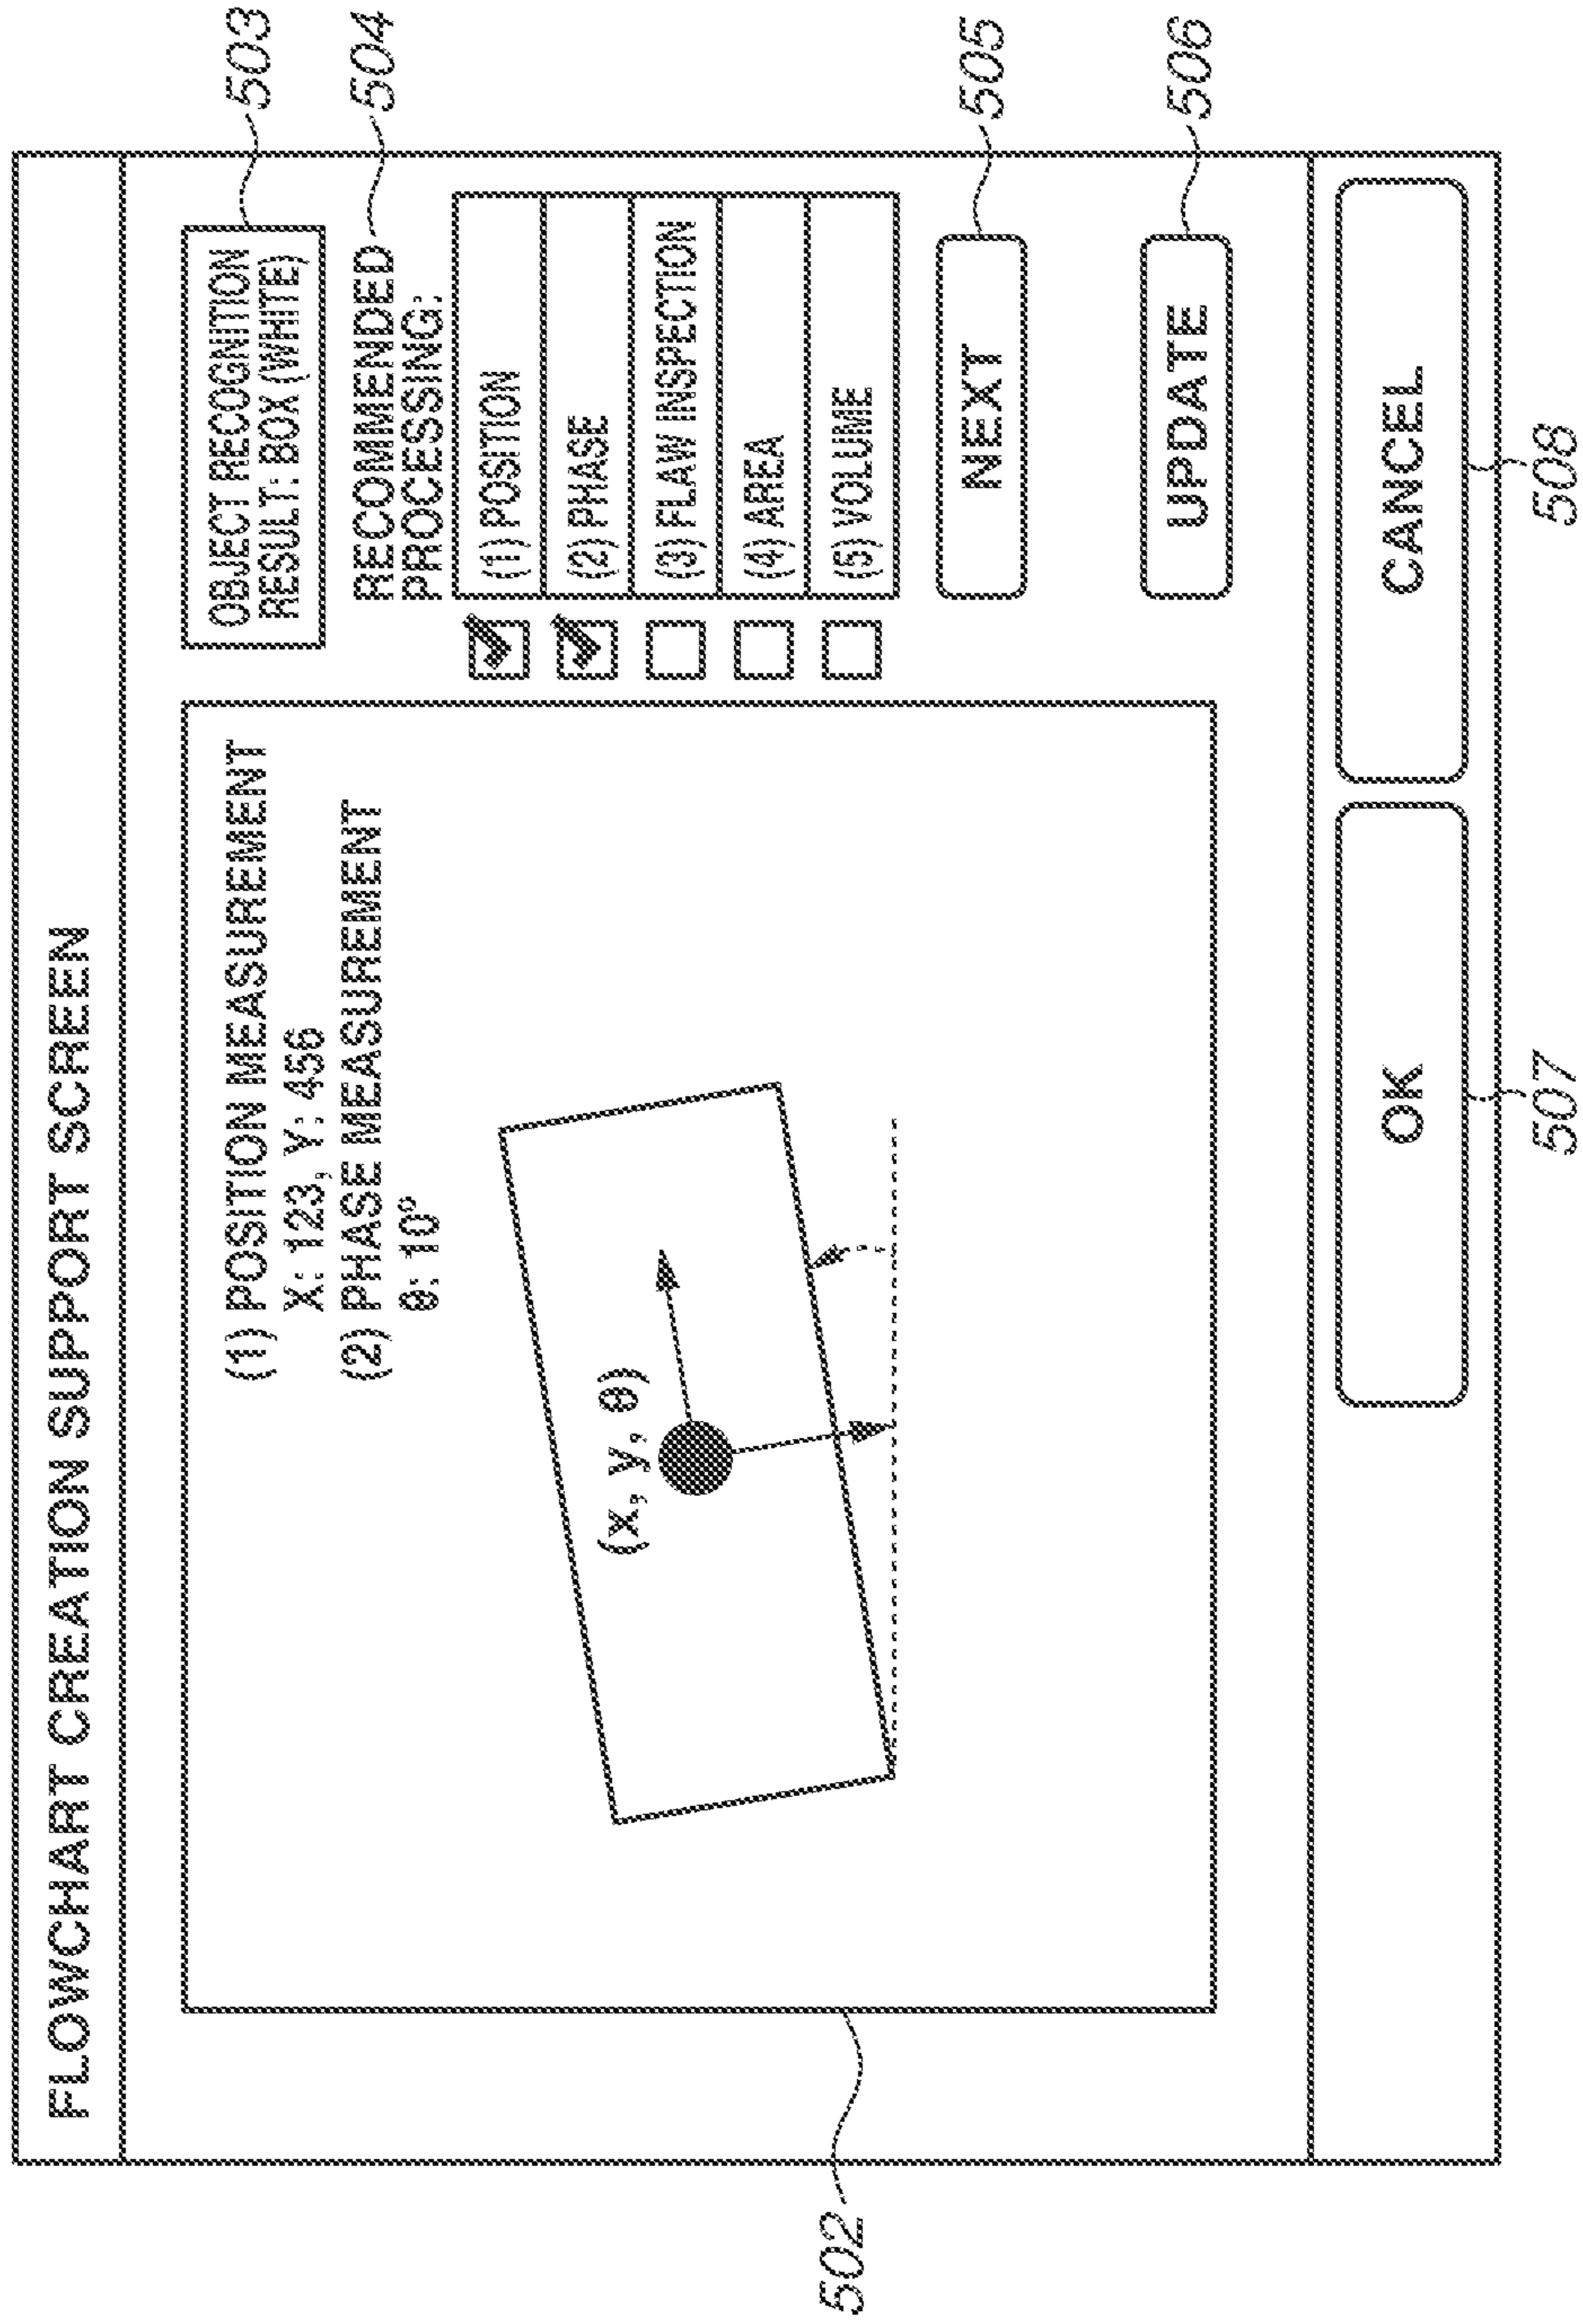 FLOWCHART CREATION SUPPORT SCREEN
(1) POSITION MEASUREMENT
X: 123, Y: 456
(2) PHASE MEASUREMENT
θ: 10°
(x, y, θ)
502
OBJECT RECOGNITION
RESULT: BOX (WHITE)
503
RECOMMENDED
PROCESSING:
504
(1) POSITION
(2) PHASE
(3) FLAW INSPECTION
(4) AREA
(5) VOLUME
NEXT
505
UPDATE
506
OK
CANCEL
507
508